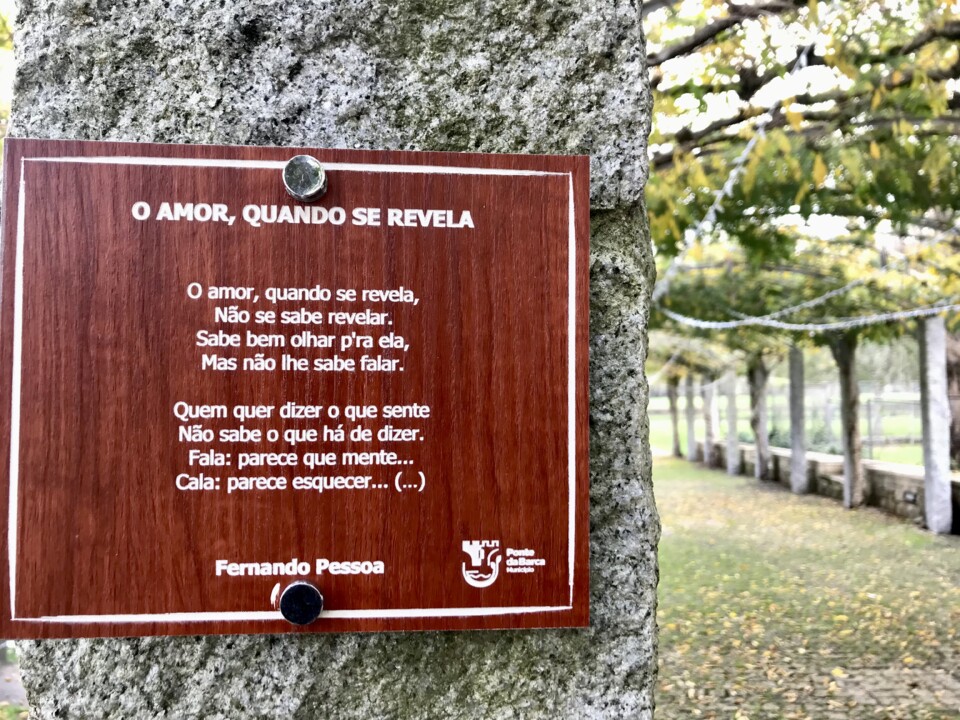 O AMOR, QUANDO SE REVELA
O amor, quando se revela,
Não se sabe revelar.
Sabe bem olhar p'ra ela,
Mas não lhe sabe falar.
Quem quer dizer o que sente
Não sabe o que há de dizer.
Fala: parece que mente...
Cala: parece esquecer... (...)
Fernando Pessoa
Ponte
daBarca
Município